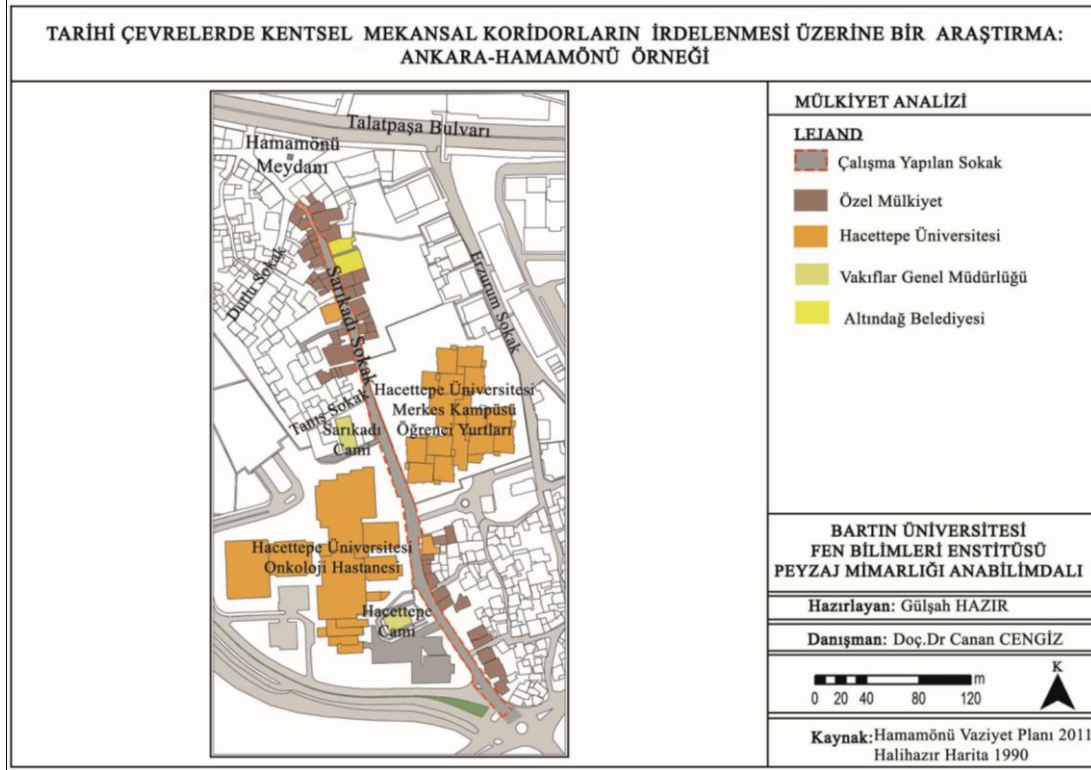 TARİHİ ÇEVRELERDE KENTSEL MEKANSAL KORİDORLARIN İRDELENMESİ ÜZERİNE BİR ARAŞTIRMA:
ANKARA-HAMAMÖNÜ ÖRNEĞİ
Talatpaşa Bulvarı
Hamamönü
Meydanı
Dutlu Sokak
Sarıkadı Sokak
Erzurum Sokak
Hacettepe Üniversitesi
Merkes Kampüsü
Öğrenci Yurtları
Tanış Sokak
Sarıkadı
Cami
Hacettepe Üniversitesi
Onkoloji Hastanesi
Hacettepe
Cami
MÜLKİYET ANALİZİ
LEJAND
Çalışma Yapılan Sokak
Özel Mülkiyet
Hacettepe Üniversitesi
Vakıflar Genel Müdürlüğü
Altındağ Belediyesi
BARTIN ÜNİVERSİTESİ
FEN BİLİMLERİ ENSTİTÜSÜ
PEYZAJ MİMARLIĞI ANABİLİMDALI
Hazırlayan: Gülşah HAZIR
Danışman: Doç.Dr Canan CENGİZ
K
m
0 20 40 80 120
Kaynak: Hamamönü Vaziyet Planı 2011
Halihazır Harita 1990